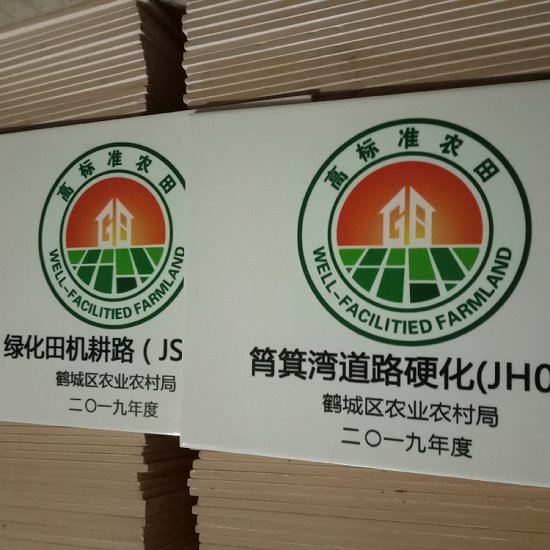 高标准农田
GB
WELL-FACILITIED FARMLAND
绿化田机耕路(JS
鹤城区农业农村局
二〇一九年度
高标准农田
GB
WELL-FACILITIED FARMLAND
筲箕湾道路硬化(JH0
鹤城区农业农村局
二〇一九年度